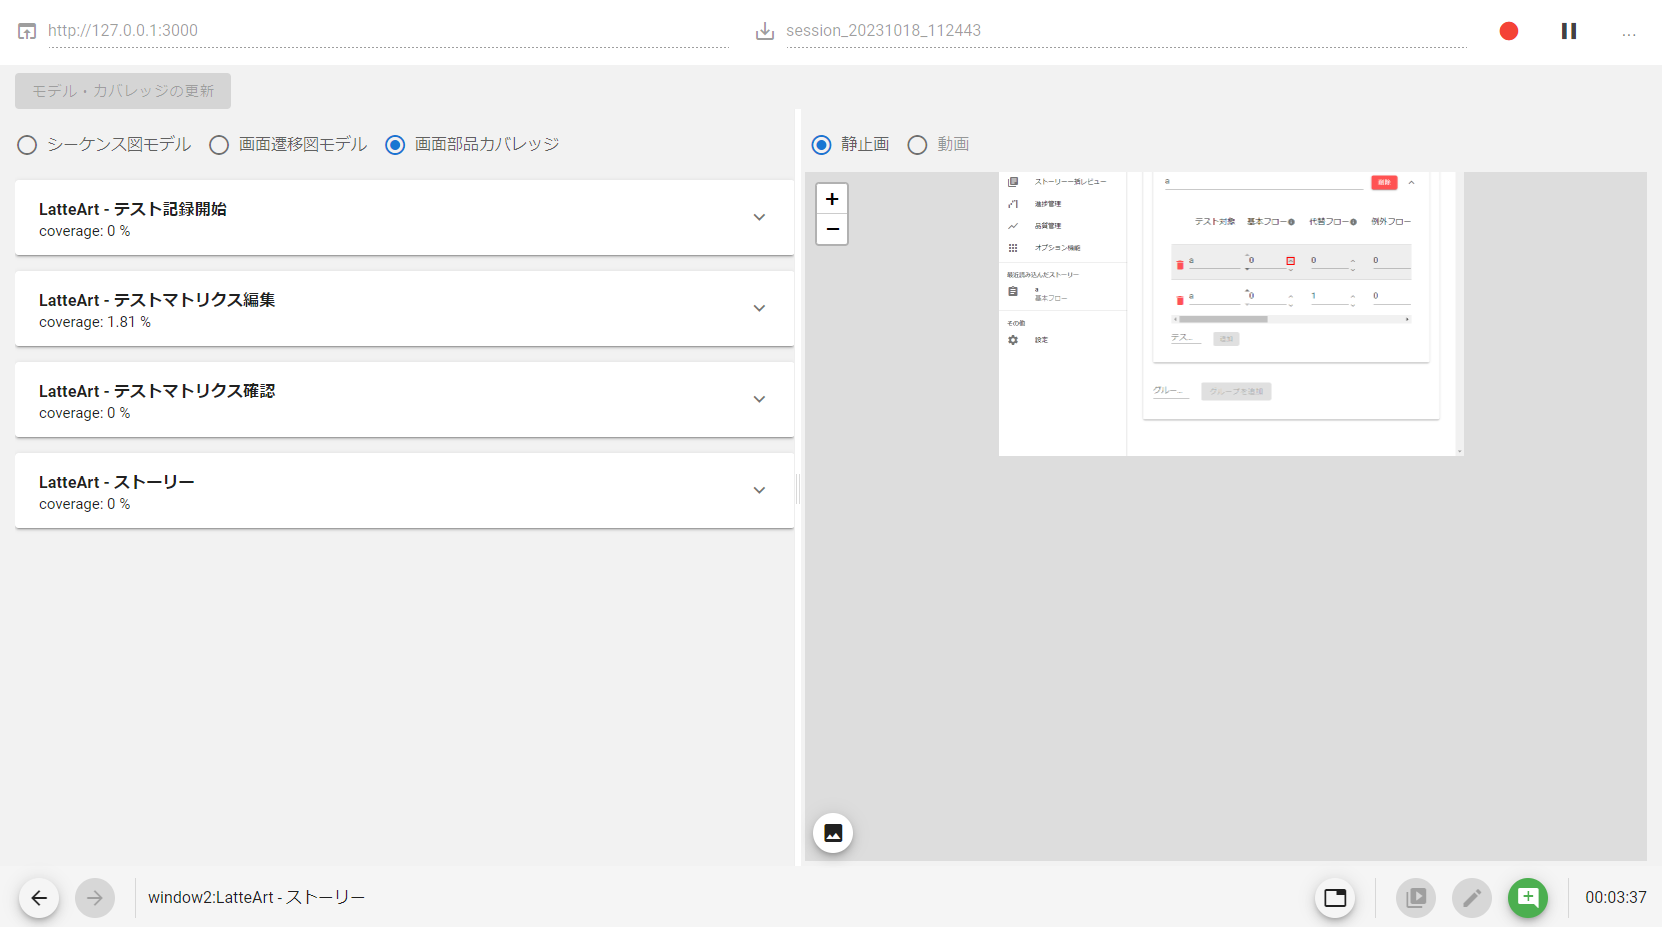 http://127.0.0.1:3000
session_20231018_112443
...
モデル・カバレッジの更新
シーケンス図モデル
画面遷移図モデル
画面部品カバレッジ
静止画
動画
LatteArt - テスト記録開始
coverage: 0 %
LatteArt - テストマトリクス編集
coverage: 1.81 %
LatteArt - テストマトリクス確認
coverage: 0 %
LatteArt - ストーリー
coverage: 0 %
+
−
ストーリー一括レビュー
進捗管理
品質管理
オプション機能
最近読み込んだストーリー
a
基本フロー
その他
設定
a
削除
テスト対象 基本フロー 代替フロー 例外フロー
a 0 0 0
a 0 1 0
テス...
追加
グルー...
グループを追加
window2:LatteArt - ストーリー
00:03:37